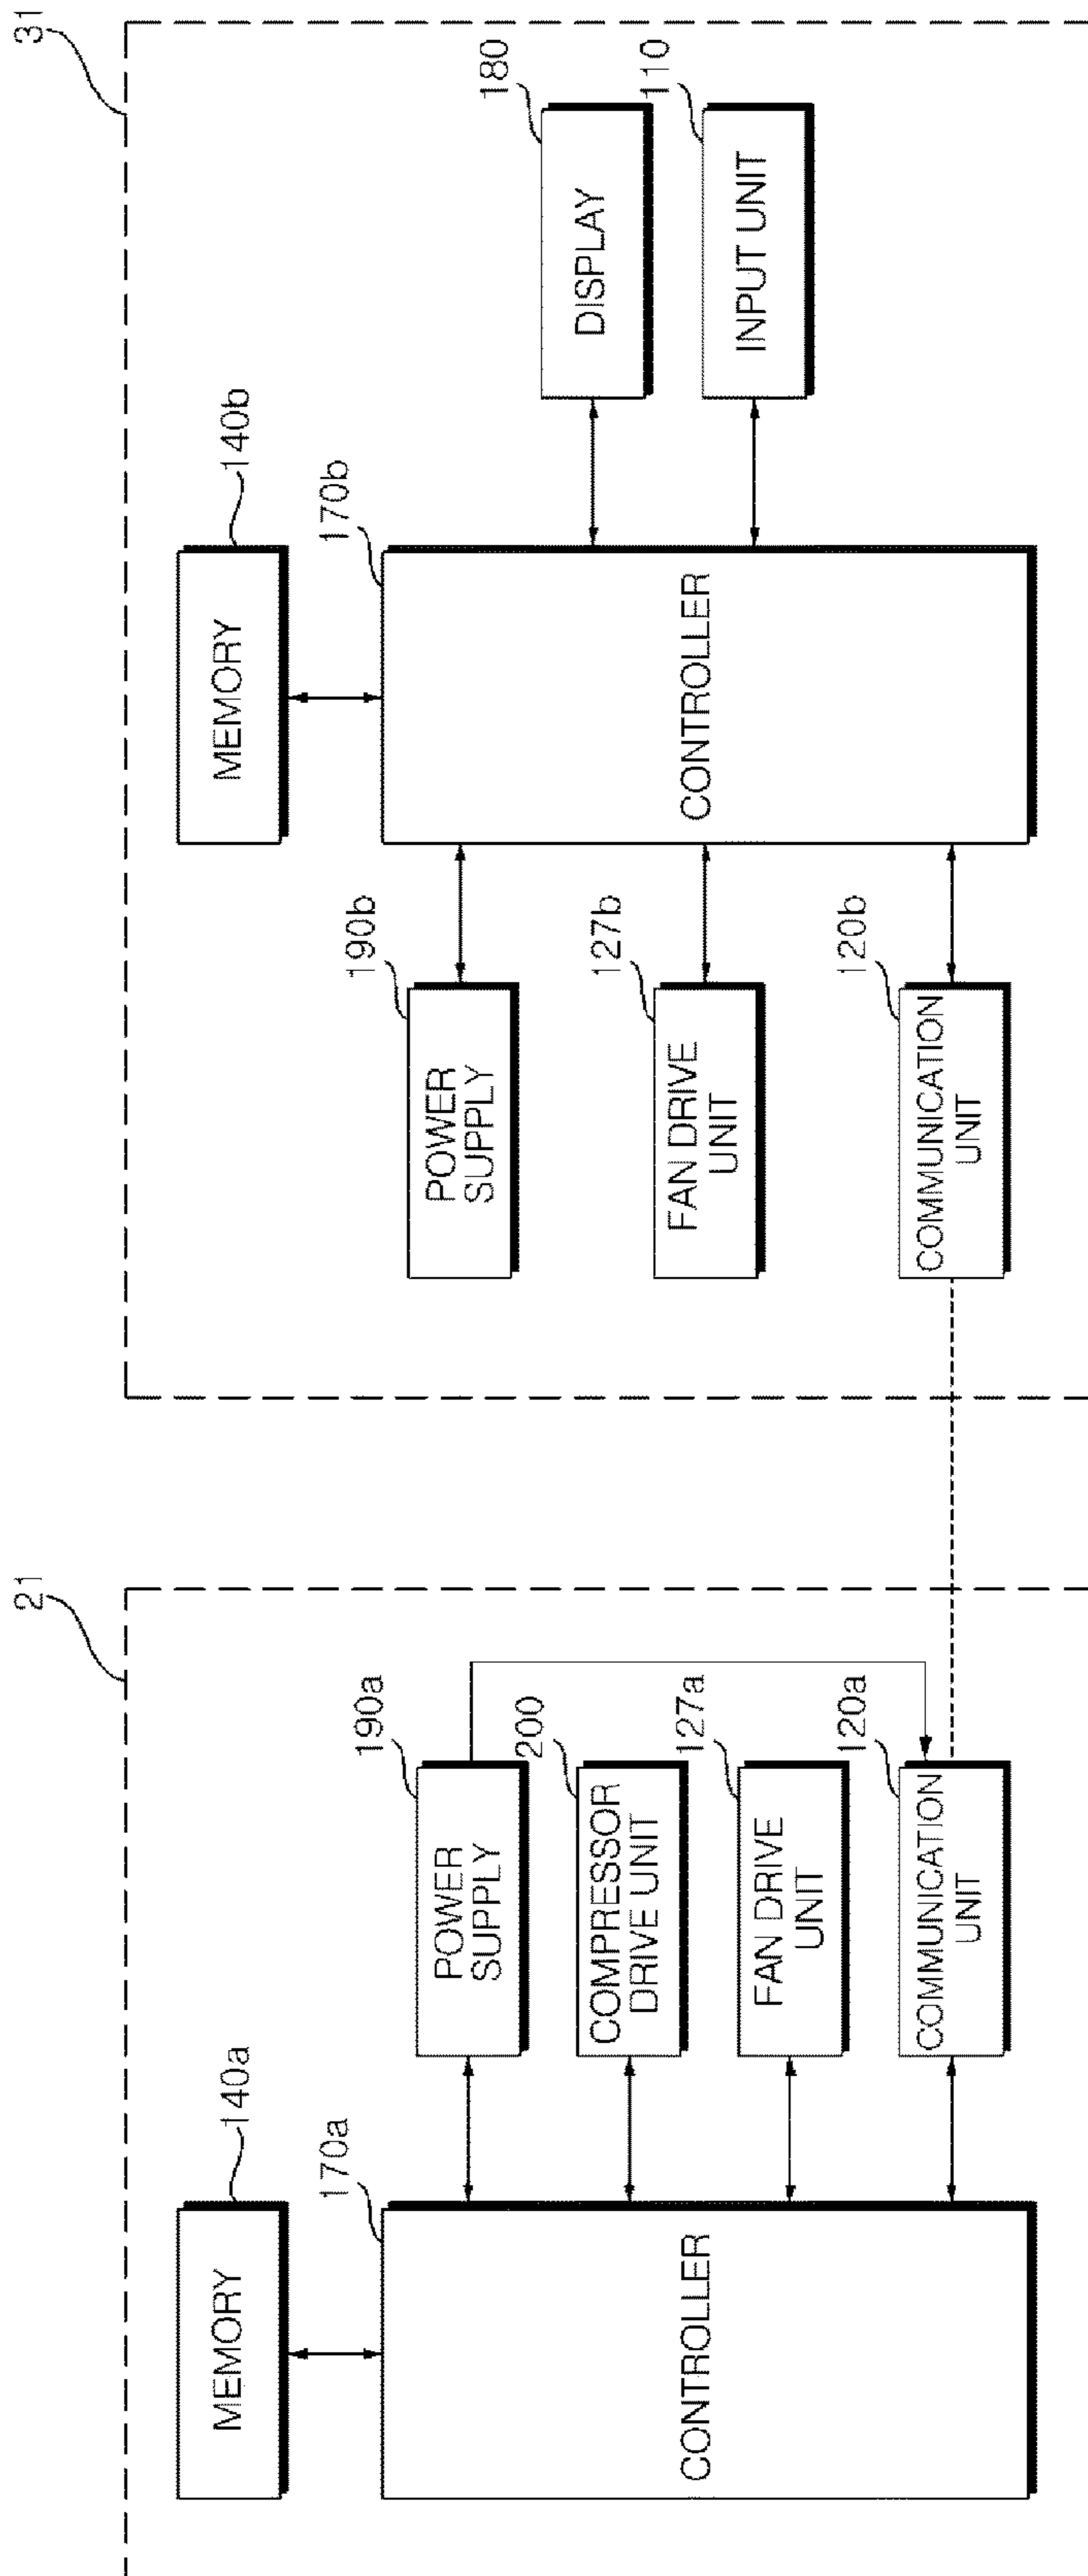 21
MEMORY
140a
170a
CONTROLLER
190a
POWER
SUPPLY
200
COMPRESSOR
DRIVE UNIT
127a
FAN DRIVE
UNIT
120a
COMMUNICATION
UNIT
31
MEMORY
140b
170b
CONTROLLER
190b
POWER
SUPPLY
127b
FAN DRIVE
UNIT
120b
COMMUNICATION
UNIT
180
DISPLAY
110
INPUT UNIT